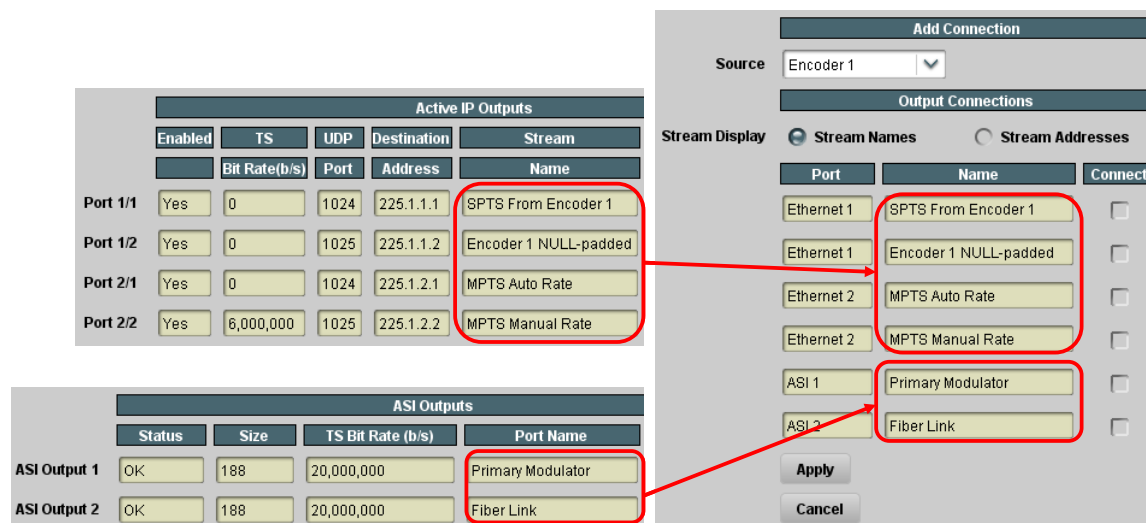 Active IP Outputs
Enabled TS UDP Destination Stream
Bit Rate(b/s) Port Address Name
Port 1/1 Yes 0 1024 225.1.1.1 SPTS From Encoder 1
Port 1/2 Yes 0 1025 225.1.1.2 Encoder 1 NULL-padded
Port 2/1 Yes 0 1024 225.1.2.1 MPTS Auto Rate
Port 2/2 Yes 6,000,000 1025 225.1.2.2 MPTS Manual Rate
ASI Outputs
Status Size TS Bit Rate (b/s) Port Name
ASI Output 1 OK 188 20,000,000 Primary Modulator
ASI Output 2 OK 188 20,000,000 Fiber Link
Add Connection
Source Encoder 1
Output Connections
Stream Display Stream Names Stream Addresses
Port Name Connect
Ethernet 1 SPTS From Encoder 1
Ethernet 1 Encoder 1 NULL-padded
Ethernet 2 MPTS Auto Rate
Ethernet 2 MPTS Manual Rate
ASI 1 Primary Modulator
ASI 2 Fiber Link
Apply
Cancel